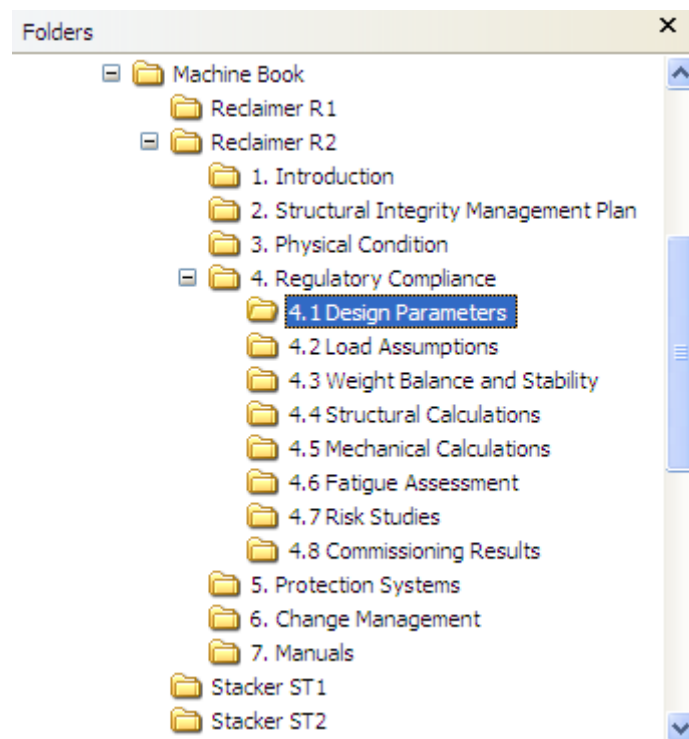 Folders
Machine Book
Reclaimer R1
Reclaimer R2
1. Introduction
2. Structural Integrity Management Plan
3. Physical Condition
4. Regulatory Compliance
4.1 Design Parameters
4.2 Load Assumptions
4.3 Weight Balance and Stability
4.4 Structural Calculations
4.5 Mechanical Calculations
4.6 Fatigue Assessment
4.7 Risk Studies
4.8 Commissioning Results
5. Protection Systems
6. Change Management
7. Manuals
Stacker ST1
Stacker ST2